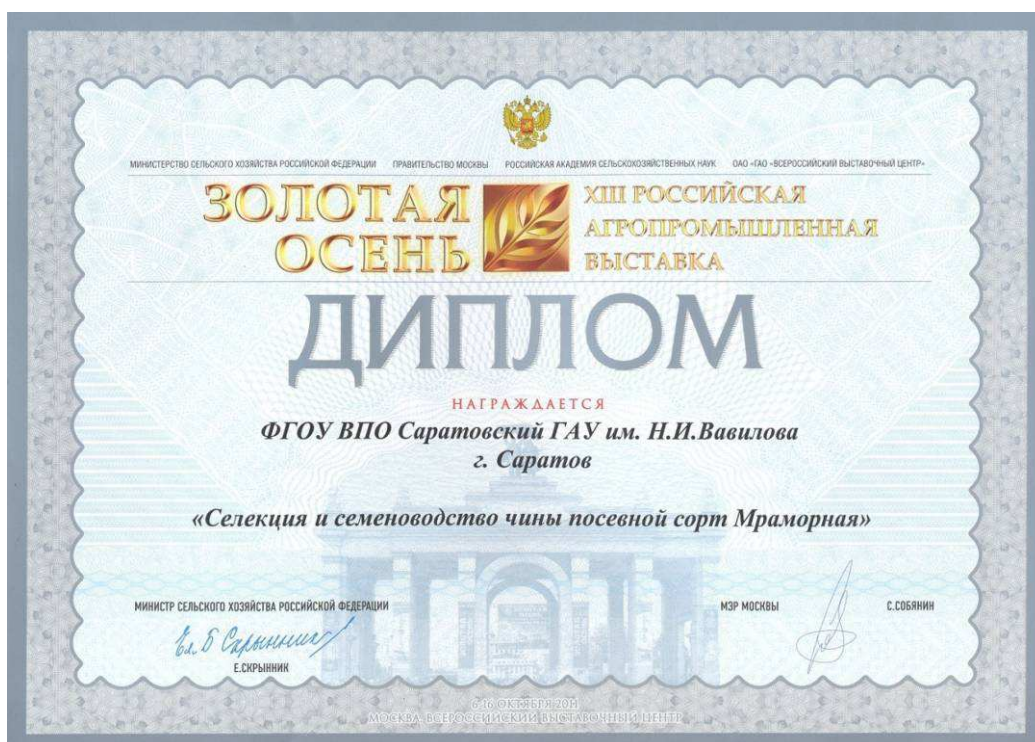 МИНИСТЕРСТВО СЕЛЬСКОГО ХОЗЯЙСТВА РОССИЙСКОЙ ФЕДЕРАЦИИ ПРАВИТЕЛЬСТВО МОСКВЫ РОССИЙСКАЯ АКАДЕМИЯ СЕЛЬСКОХОЗЯЙСТВЕННЫХ НАУК ОАО «ГАО «ВСЕРОССИЙСКИЙ ВЫСТАВОЧНЫЙ ЦЕНТР»
ЗОЛОТАЯ
ОСЕНЬ
XIII РОССИЙСКАЯ
АГРОПРОМЫШЛЕННАЯ
ВЫСТАВКА
ДИПЛОМ
НАГРАЖДАЕТСЯ
ФГОУ ВПО Саратовский ГАУ им. Н.И.Вавилова
г. Саратов
«Селекция и семеноводство чины посевной сорт Мраморная»
МИНИСТР СЕЛЬСКОГО ХОЗЯЙСТВА РОССИЙСКОЙ ФЕДЕРАЦИИ
Е.СКРЫННИК
МЭР МОСКВЫ
С.СОБЯНИН
ОКТЯБРЯ 2011
МОСКВА, ВСЕРОССИЙСКИЙ ВЫСТАВОЧНЫЙ ЦЕНТР